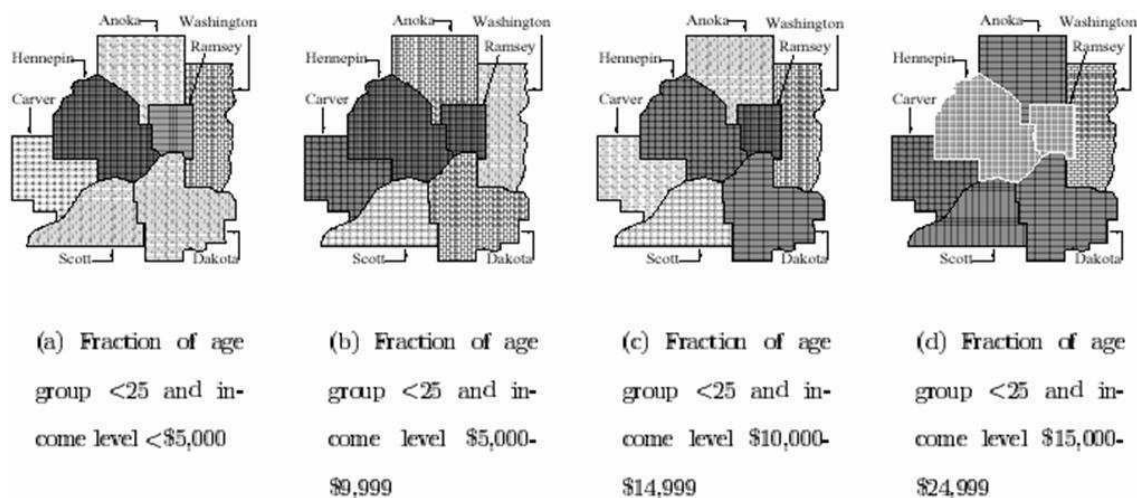 Anoka Washington
Ramsey
Hennepin
Carver
Scott Dakota
(a) Fraction of age
group <25 and in-
come level <$5,000
Anoka Washington
Ramsey
Hennepin
Carver
Scott Dakota
(b) Fraction of age
group <25 and in-
come level $5,000-
$9,999
Anoka Washington
Ramsey
Hennepin
Carver
Scott Dakota
(c) Fraction of age
group <25 and in-
come level $10,000-
$14,999
Anoka Washington
Ramsey
Hennepin
Carver
Scott Dakota
(d) Fraction of age
group <25 and in-
come level $15,000-
$24,999